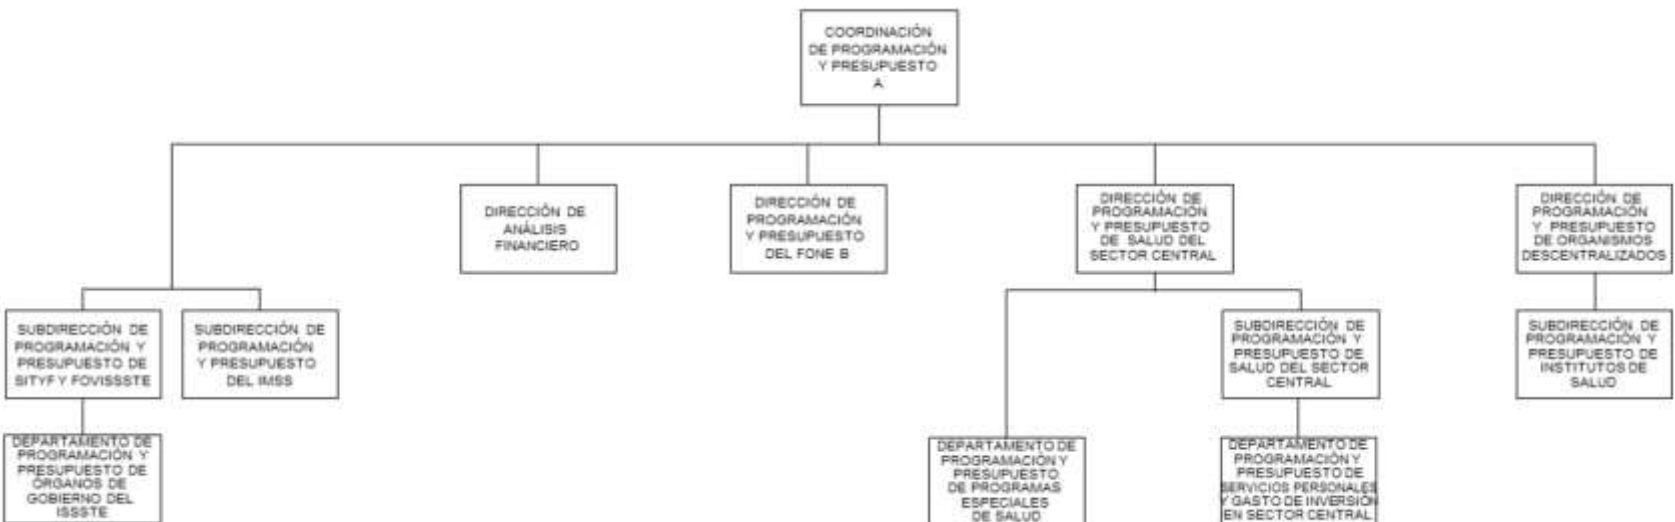 COORDINACIÓN
DE PROGRAMACIÓN
Y PRESUPUESTO
A
DIRECCIÓN DE
ANÁLISIS
FINANCIERO
DIRECCIÓN DE
PROGRAMACIÓN
Y PRESUPUESTO
DEL FONE B
DIRECCIÓN DE
PROGRAMACIÓN
Y PRESUPUESTO
DE SALUD DEL
SECTOR CENTRAL
DIRECCIÓN DE
PROGRAMACIÓN
Y PRESUPUESTO
DE ORGANISMOS
DESCENTRALIZADOS
SUBDIRECCIÓN DE
PROGRAMACIÓN Y
PRESUPUESTO DE
SITYF Y FOVISSSTE
SUBDIRECCIÓN DE
PROGRAMACIÓN
Y PRESUPUESTO
DEL IMSS
SUBDIRECCIÓN DE
PROGRAMACIÓN Y
PRESUPUESTO DE
SALUD DEL SECTOR
CENTRAL
SUBDIRECCIÓN DE
PROGRAMACIÓN Y
PRESUPUESTO DE
INSTITUTOS DE
SALUD
DEPARTAMENTO DE
PROGRAMACIÓN Y
PRESUPUESTO DE
ÓRGANOS DE
GOBIERNO DEL
ISSSTE
DEPARTAMENTO DE
PROGRAMACIÓN Y
PRESUPUESTO
DE PROGRAMAS
ESPECIALES
DE SALUD
DEPARTAMENTO DE
PROGRAMACIÓN Y
PRESUPUESTO DE
SERVICIOS PERSONALES
Y GASTO DE INVERSIÓN
EN SECTOR CENTRAL